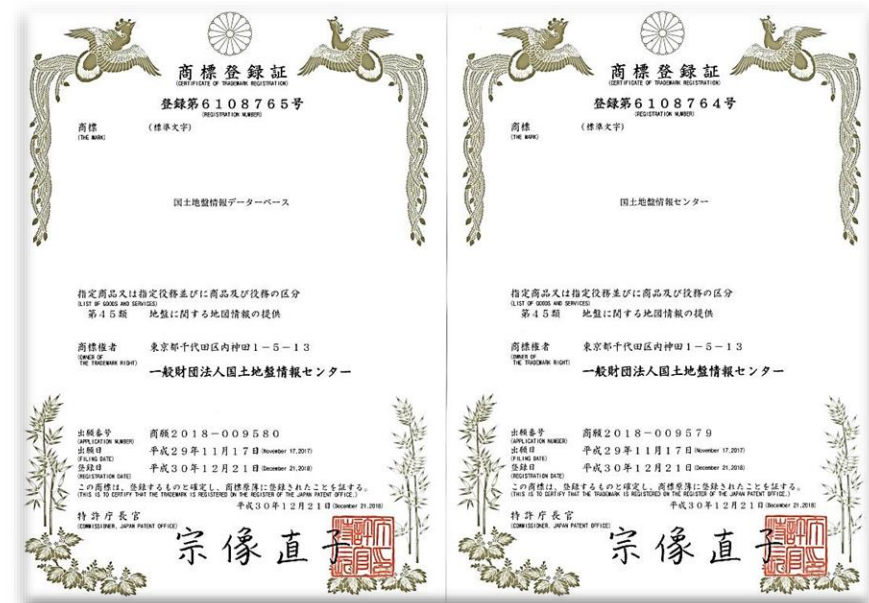 商標登録証
(CERTIFICATE OF TRADEMARK REGISTRATION)
登録第6108765号
(REGISTRATION NUMBER)
商標
(THE MARK)
(標準文字)
国土地盤情報データーベース
指定商品又は指定役務並びに商品及び役務の区分
(LIST OF GOODS AND SERVICES)
第45類 地盤に関する地図情報の提供
商標権者 東京都千代田区内神田1-5-13
(OWNER OF THE TRADEMARK RIGHT)
一般財団法人国土地盤情報センター
出願番号 商願2018-009580
(APPLICATION NUMBER)
出願日 平成29年11月17日(November 17,2017)
(FILING DATE)
登録日 平成30年12月21日(December 21,2018)
(REGISTRATION DATE)
この商標は、登録するものと確定し、商標原簿に登録されたことを証する。
(THIS IS TO CERTIFY THAT THE TRADEMARK IS REGISTERED ON THE REGISTER OF THE JAPAN PATENT OFFICE.)
平成30年12月21日(December 21,2018)
特許庁長官
(COMMISSIONER, JAPAN PATENT OFFICE)
宗像直子
商標登録証
(CERTIFICATE OF TRADEMARK REGISTRATION)
登録第6108764号
(REGISTRATION NUMBER)
商標
(THE MARK)
(標準文字)
国土地盤情報センター
指定商品又は指定役務並びに商品及び役務の区分
(LIST OF GOODS AND SERVICES)
第45類 地盤に関する地図情報の提供
商標権者 東京都千代田区内神田1-5-13
(OWNER OF THE TRADEMARK RIGHT)
一般財団法人国土地盤情報センター
出願番号 商願2018-009579
(APPLICATION NUMBER)
出願日 平成29年11月17日(November 17,2017)
(FILING DATE)
登録日 平成30年12月21日(December 21,2018)
(REGISTRATION DATE)
この商標は、登録するものと確定し、商標原簿に登録されたことを証する。
(THIS IS TO CERTIFY THAT THE TRADEMARK IS REGISTERED ON THE REGISTER OF THE JAPAN PATENT OFFICE.)
平成30年12月21日(December 21,2018)
特許庁長官
(COMMISSIONER, JAPAN PATENT OFFICE)
宗像直子